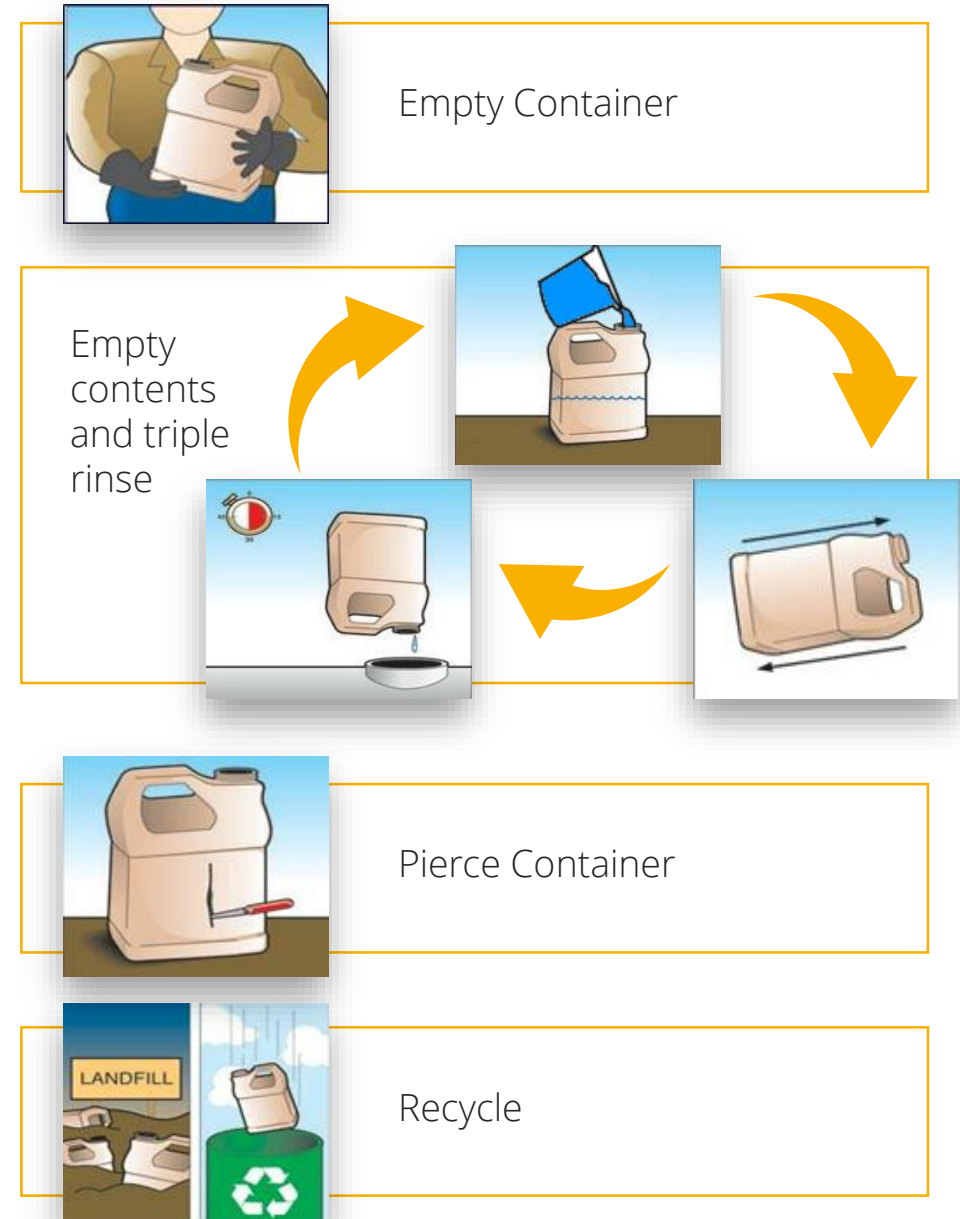 Empty Container
Empty
contents
and triple
rinse
Pierce Container
LANDFILL
Recycle